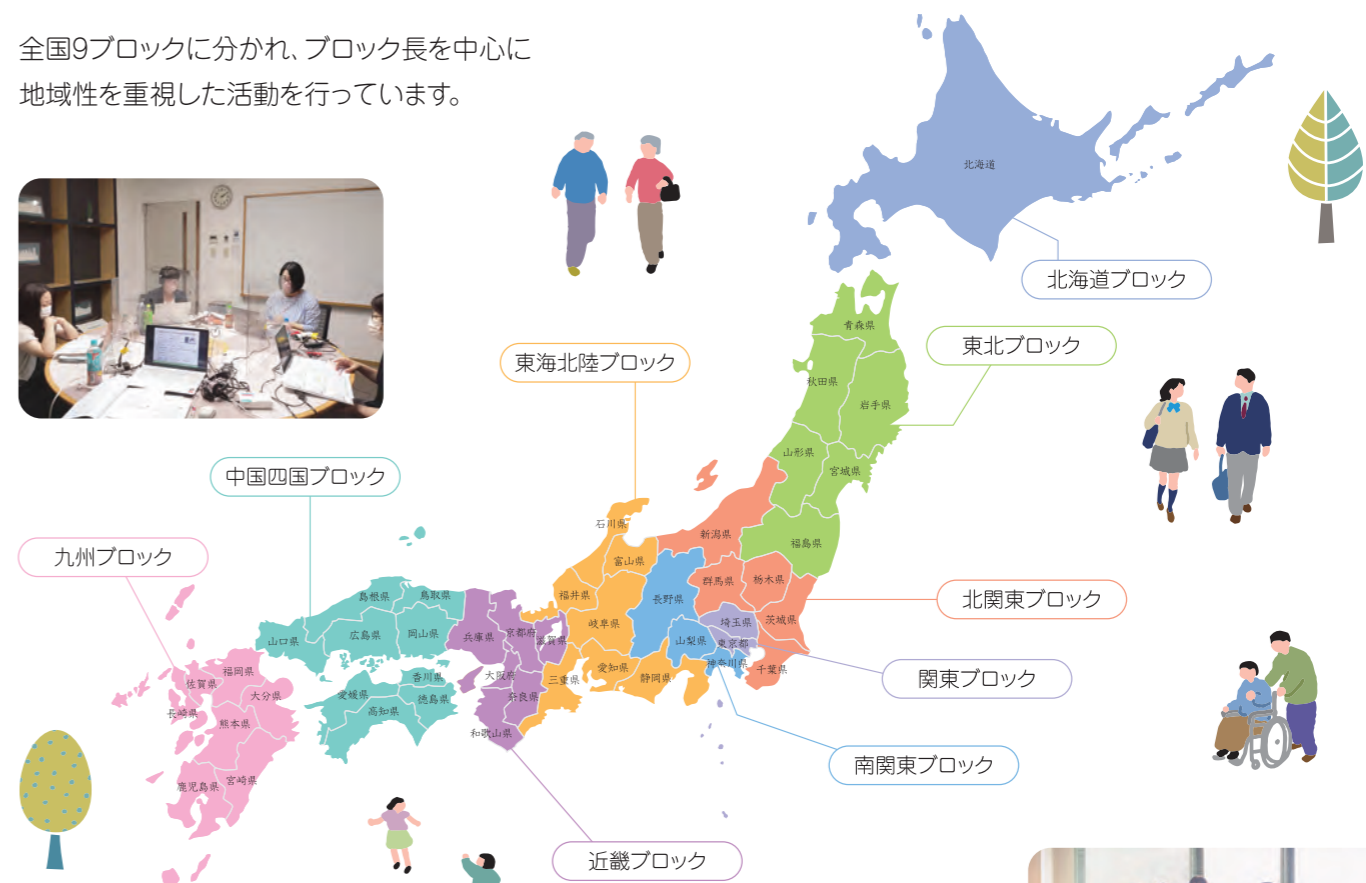 全国9ブロックに分かれ、ブロック長を中心に
地域性を重視した活動を行っています。
北海道
北海道ブロック
青森県
東北ブロック
東海北陸ブロック
秋田県
岩手県
山形県
宮城県
中国四国ブロック
石川県
新潟県
福島県
九州ブロック
富山県
群馬県
栃木県
島根県
鳥取県
福井県
長野県
北関東ブロック
山口県
広島県
岡山県
兵庫県
京都府
滋賀県
岐阜県
埼玉県
茨城県
山梨県
東京都
福岡県
佐賀県
香川県
大阪府
三重県
愛知県
静岡県
神奈川県
千葉県
関東ブロック
大分県
愛媛県
徳島県
奈良県
長崎県
熊本県
高知県
和歌山県
南関東ブロック
鹿児島県
宮崎県
近畿ブロック